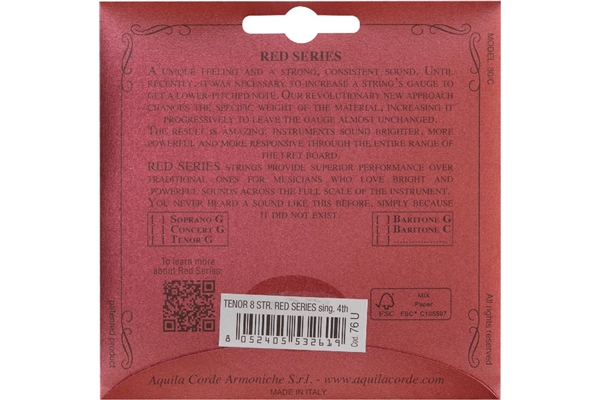 RED SERIES
A UNIQUE FEELING AND A STRONG, CONSISTENT SOUND. UNTIL
RECENTLY, IT WAS NECESSARY TO INCREASE A STRING'S GAUGE TO
GET A LOWER-PITCHED NOTE. OUR REVOLUTIONARY NEW APPROACH
CHANGES THE SPECIFIC WEIGHT OF THE MATERIAL, INCREASING IT
PROGRESSIVELY TO LEAVE THE GAUGE ALMOST UNCHANGED.
THE RESULT IS AMAZING. INSTRUMENTS SOUND BRIGHTER, MORE
POWERFUL AND MORE RESPONSIVE THROUGH THE ENTIRE RANGE OF
THE FRET BOARD.
RED SERIES STRINGS PROVIDE SUPERIOR PERFORMANCE OVER
TRADITIONAL ONES FOR MUSICIANS WHO LOVE BRIGHT AND
POWERFUL SOUNDS ACROSS THE FULL SCALE OF THE INSTRUMENT.
YOU NEVER HEARD A SOUND LIKE THIS BEFORE, SIMPLY BECAUSE
IT DID NOT EXIST.
[ ] SOPRANO G
[ ] CONCERT G
[ ] TENOR G
[ ] BARITONE G
[ ] BARITONE C
[ ] ................
To learn more
about Red Series:
TENOR 8 STR. RED SERIES sing. 4th
8 052405 532619
cod. 76 U
FSC
MIX
Paper
FSC® C105597
MODEL 30C
patented product
All rights reserved
Aquila Corde Armoniche S.r.l. - www.aquilacorde.com
MADE IN ITALY